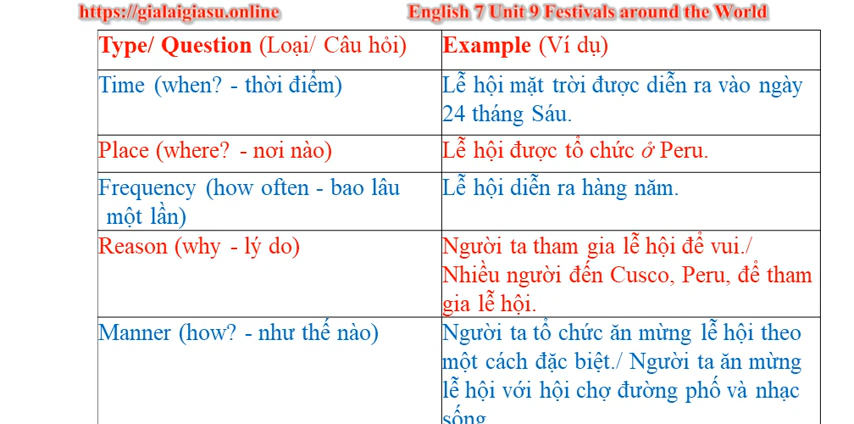 https://gialaigiasu.online English 7 Unit 9 Festivals around the World
Type/ Question (Loại/ Câu hỏi) Example (Ví dụ)
Time (when? - thời điểm) Lễ hội mặt trời được diễn ra vào ngày
24 tháng Sáu.
Place (where? - nơi nào) Lễ hội được tổ chức ở Peru.
Frequency (how often - bao lâu Lễ hội diễn ra hàng năm.
một lần)
Reason (why - lý do) Người ta tham gia lễ hội để vui./
Nhiều người đến Cusco, Peru, để tham
gia lễ hội.
Manner (how? - như thế nào) Người ta tổ chức ăn mừng lễ hội theo
một cách đặc biệt./ Người ta ăn mừng
lễ hội với hội chợ đường phố và nhạc
sống